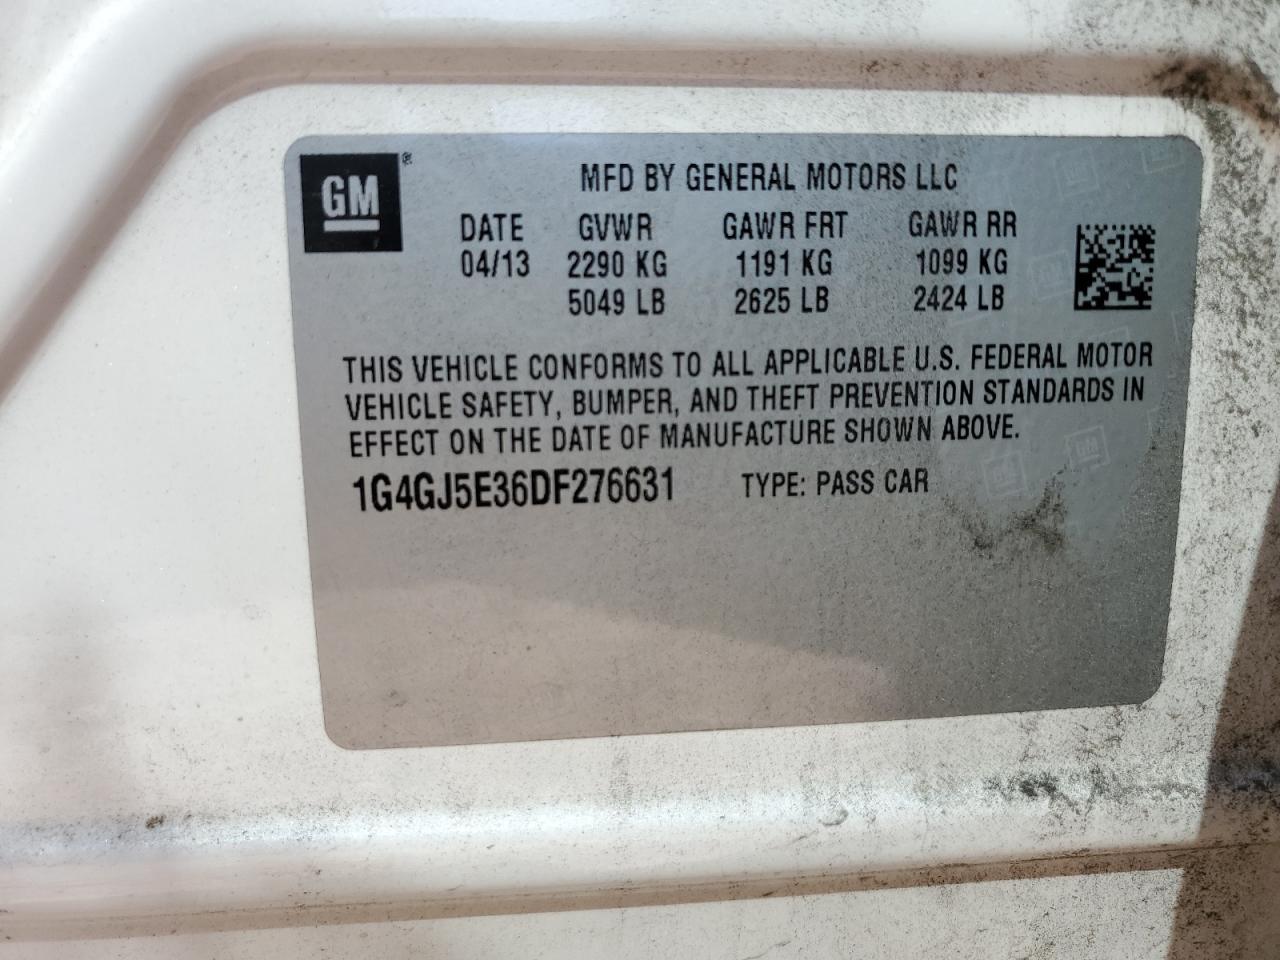 GM ®
MFD BY GENERAL MOTORS LLC
DATE GVWR GAWR FRT GAWR RR
04/13 2290 KG 1191 KG 1099 KG
5049 LB 2625 LB 2424 LB
THIS VEHICLE CONFORMS TO ALL APPLICABLE U.S. FEDERAL MOTOR
VEHICLE SAFETY, BUMPER, AND THEFT PREVENTION STANDARDS IN
EFFECT ON THE DATE OF MANUFACTURE SHOWN ABOVE.
1G4GJ5E36DF276631 TYPE: PASS CAR